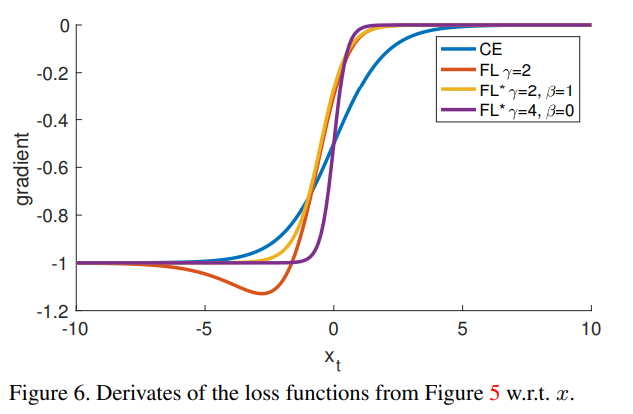 0
-0.2
-0.4
-0.6
-0.8
-1
-1.2
gradient
-10
-5
0
5
10
x_t
CE
FL γ=2
FL* γ=2, β=1
FL* γ=4, β=0
Figure 6. Derivates of the loss functions from Figure 5 w.r.t. x.